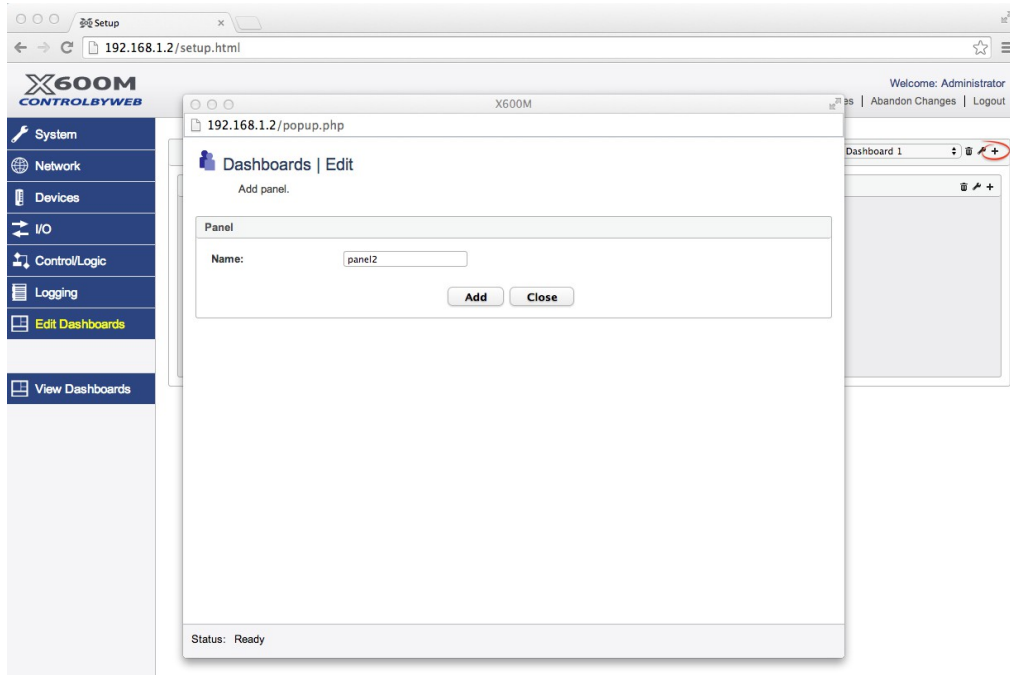 Setup
192.168.1.2/setup.html
X600M
CONTROLBYWEB
Welcome: Administrator
es | Abandon Changes | Logout
System
Network
Devices
I/O
Control/Logic
Logging
Edit Dashboards
View Dashboards
Dashboard 1
X600M
192.168.1.2/popup.php
Dashboards | Edit
Add panel.
Panel
Name: panel2
Add Close
Status: Ready